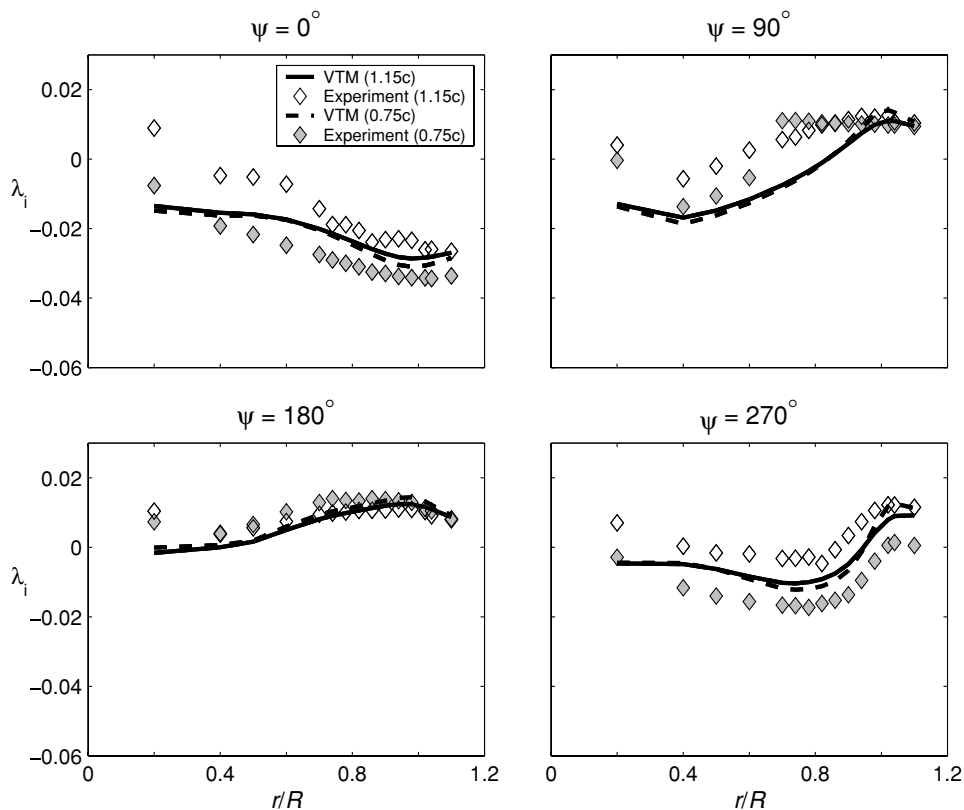 ψ = 0°
ψ = 90°
0.02
0
−0.02
−0.04
−0.06
λi
VTM (1.15c)
Experiment (1.15c)
VTM (0.75c)
Experiment (0.75c)
ψ = 180°
ψ = 270°
0.02
0
−0.02
−0.04
−0.06
λi
0 0.4 0.8 1.2
r/R
0 0.4 0.8 1.2
r/R